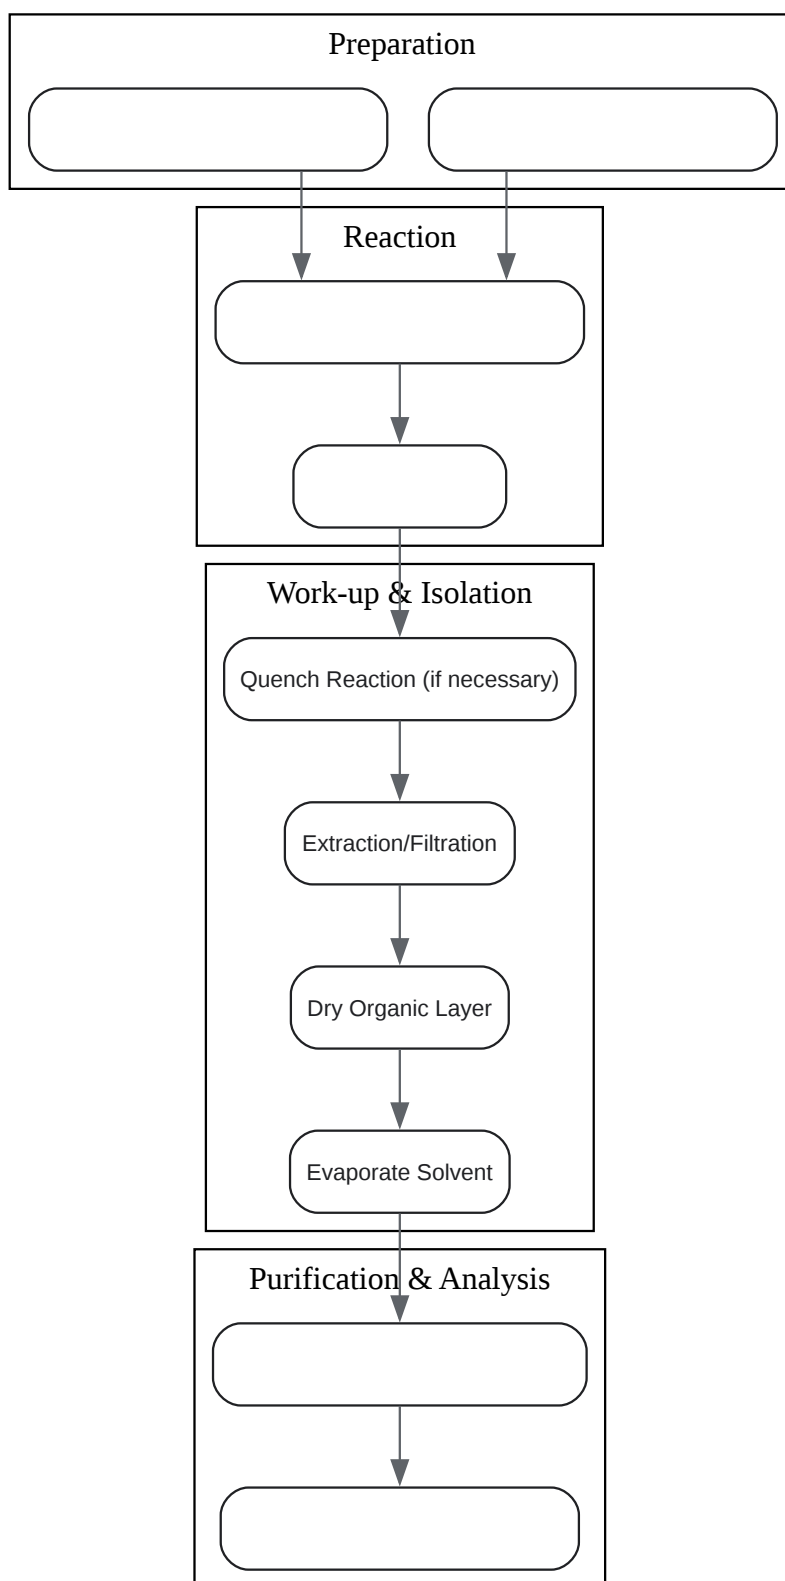 Preparation
Reaction
Work-up & Isolation
Quench Reaction (if necessary)
Extraction/Filtration
Dry Organic Layer
Evaporate Solvent
Purification & Analysis